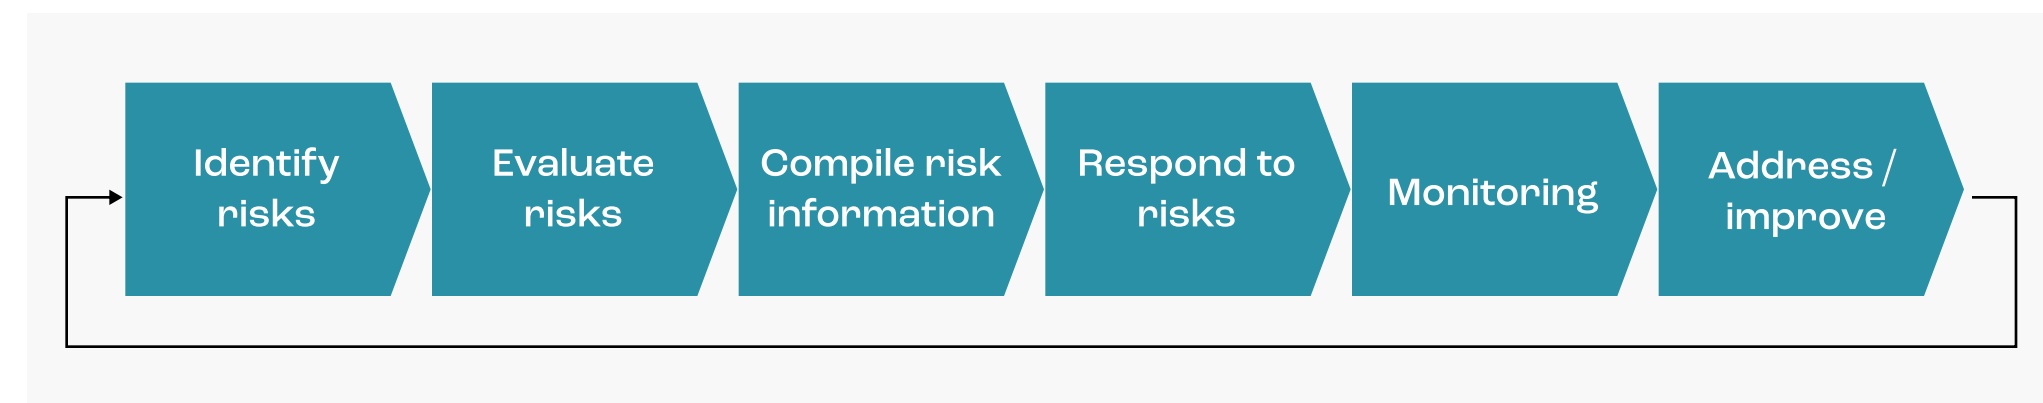 Identify
risks
Evaluate
risks
Compile risk
information
Respond to
risks
Monitoring
Address /
improve